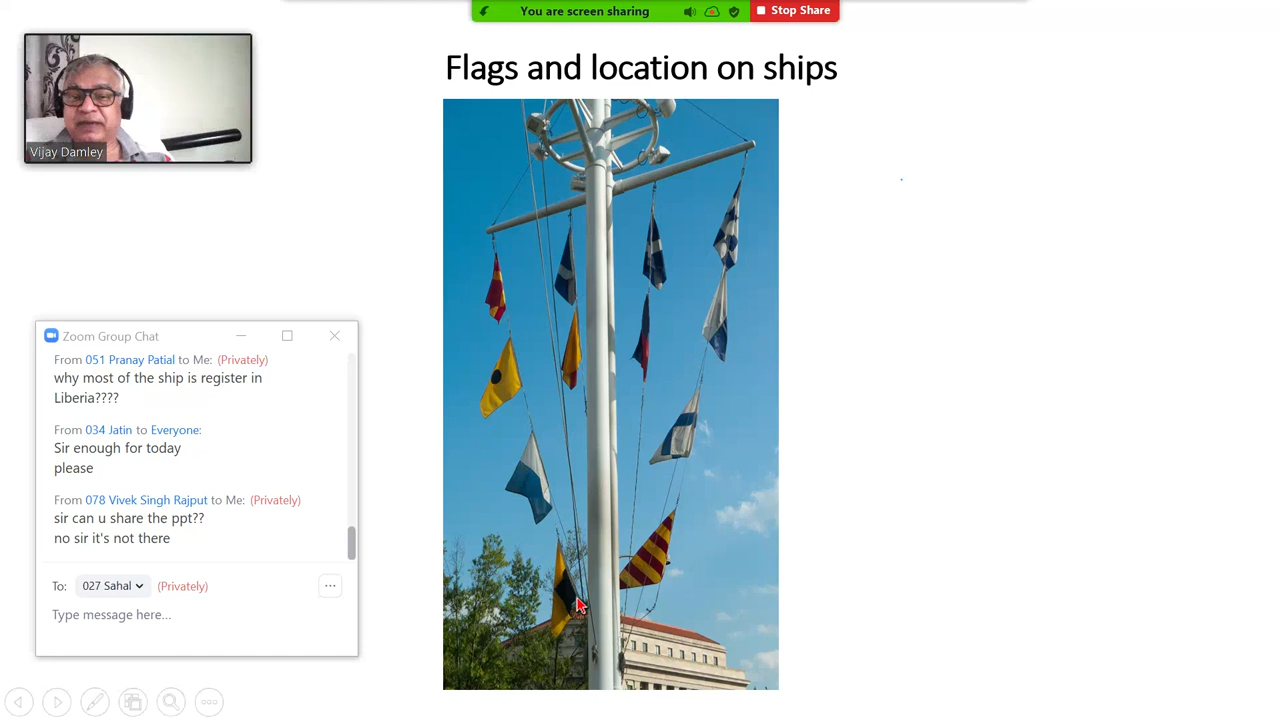 You are screen sharing
Stop Share
Flags and location on ships
Vijay Damley
Zoom Group Chat
From 051 Pranay Patial to Me: (Privately)
why most of the ship is register in
Liberia????
From 034 Jatin to Everyone:
Sir enough for today
please
From 078 Vivek Singh Rajput to Me: (Privately)
sir can u share the ppt??
no sir it's not there
To: 027 Sahal (Privately)
Type message here...